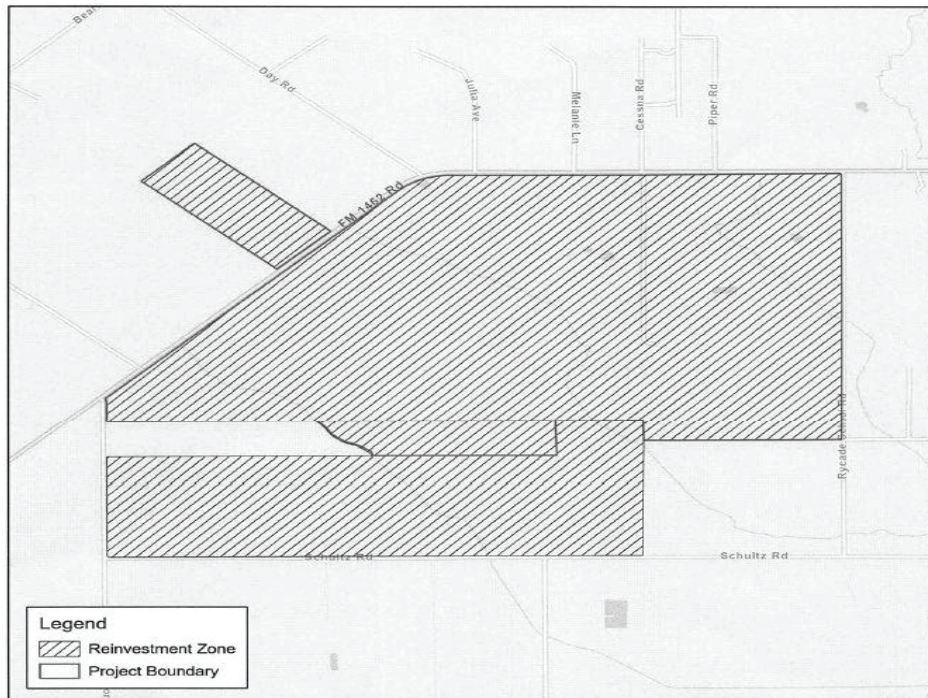 Day Rd
Julia Ave
Melanie Ln
Cessna Rd
Piper Rd
FM 1462 Rd
Rycade School Rd
Schultz Rd
Schultz Rd
Legend
Reinvestment Zone
Project Boundary